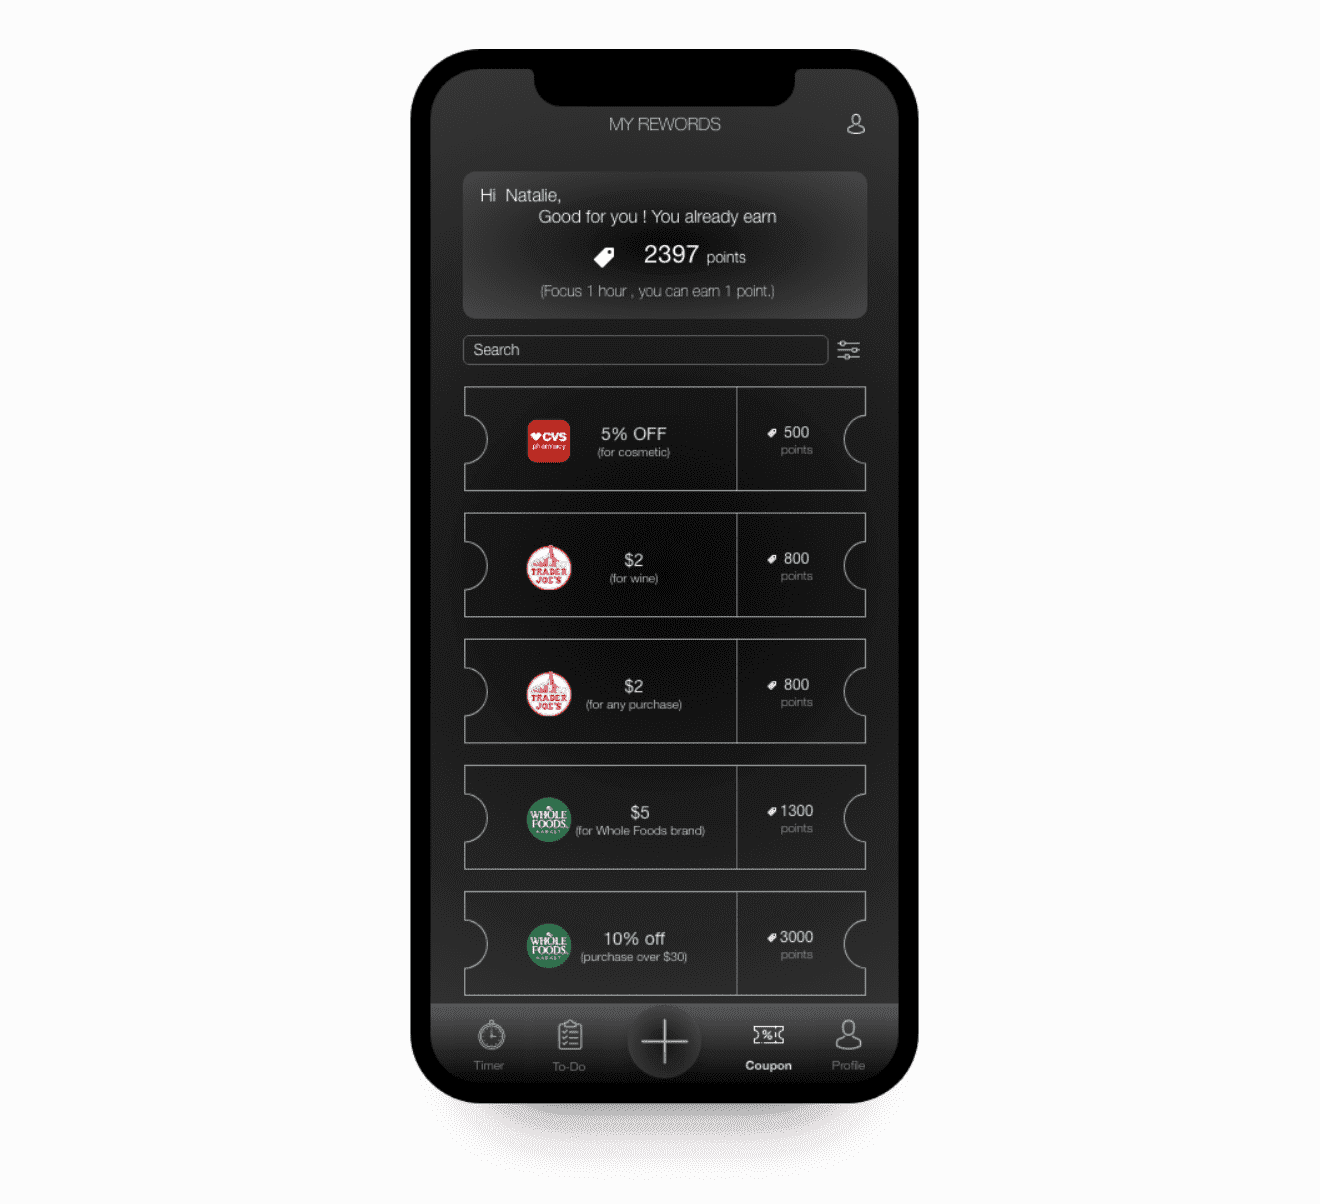 MY REWORDS
Hi Natalie,
Good for you ! You already earn
2397 points
(Focus 1 hour , you can earn 1 point.)
Search
CVS
pharmacy
5% OFF
(for cosmetic)
500
points
TRADER
JOE'S
$2
(for wine)
800
points
TRADER
JOE'S
$2
(for any purchase)
800
points
WHOLE
FOODS
MARKET
$5
(for Whole Foods brand)
1300
points
WHOLE
FOODS
MARKET
10% off
(purchase over $30)
3000
points
%
Timer
To-Do
Coupon
Profile